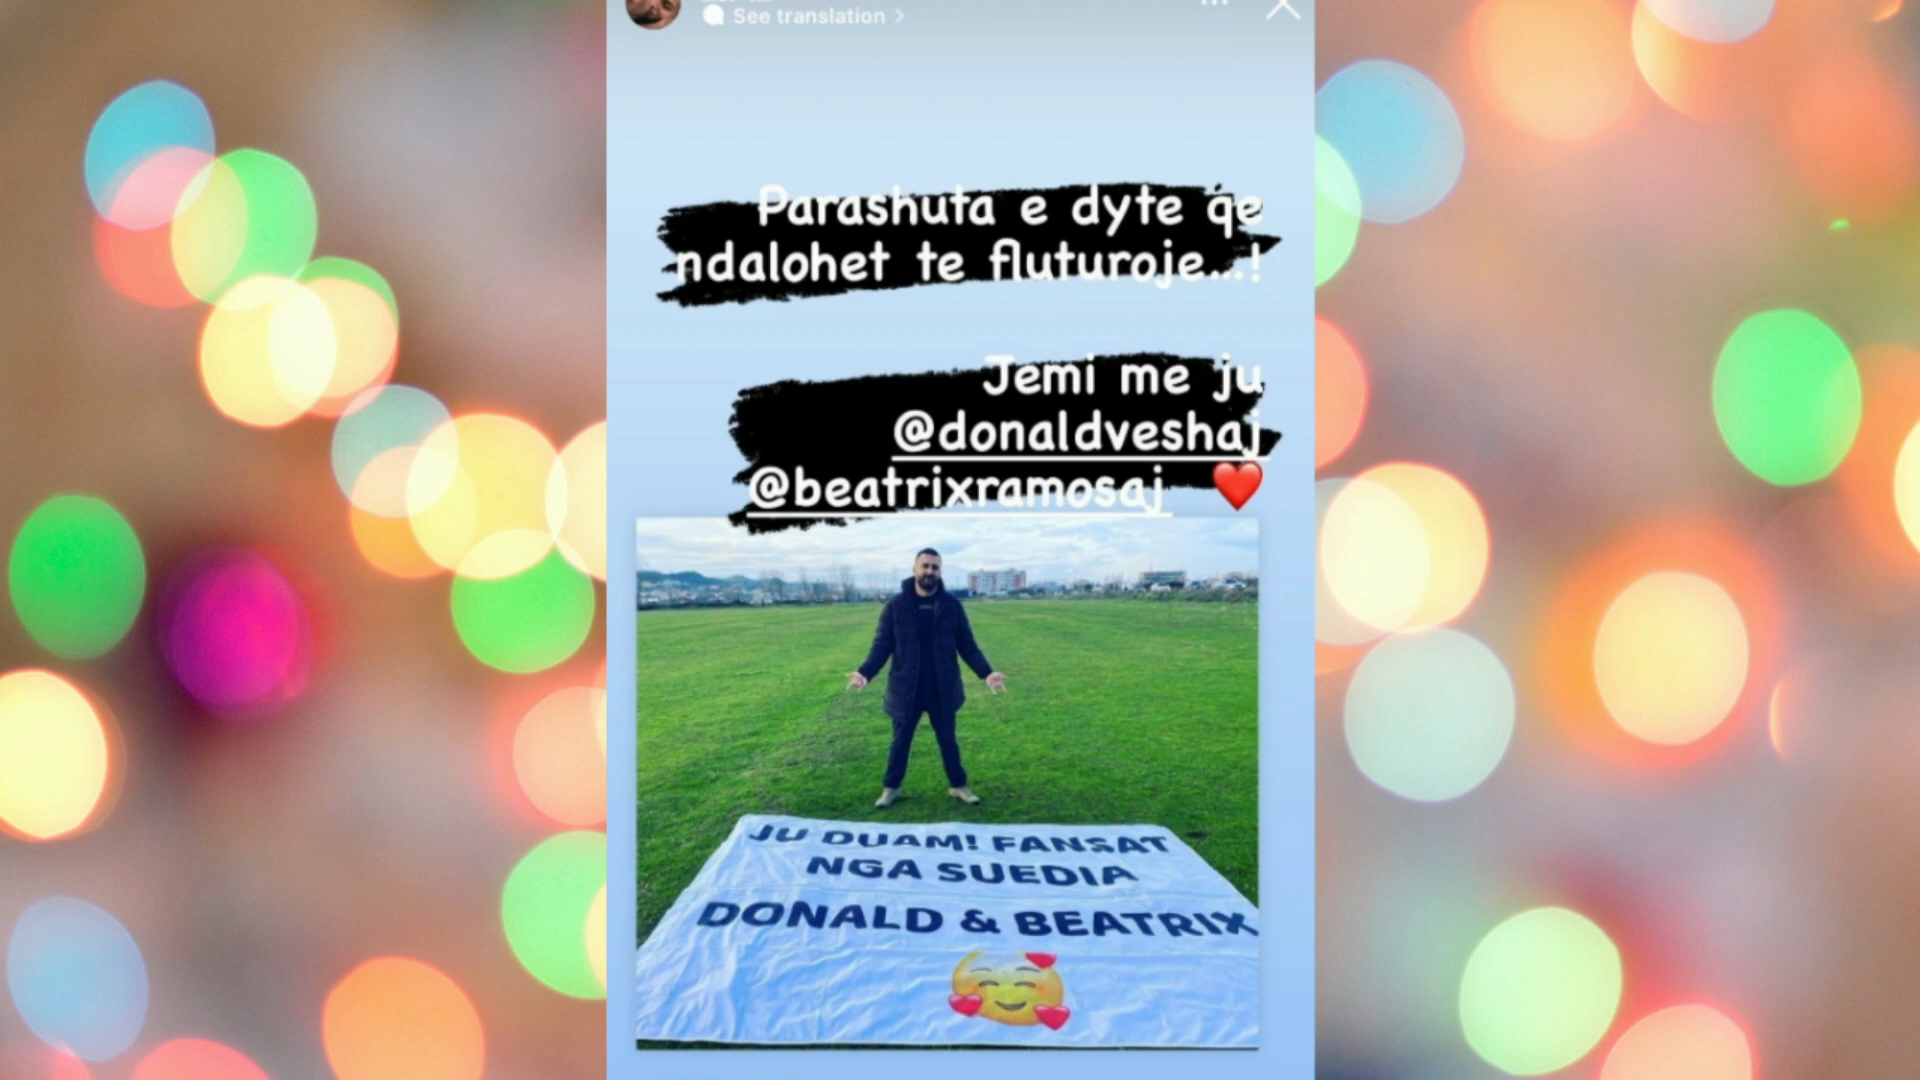 See translation >
Parashuta e dyte qe
ndalohet te fluturoje...!
Jemi me ju
@donaldveshaj
@beatrixramosaj ❤️
JU DUAM! FANSAT
NGA SUEDIA
DONALD & BEATRIX